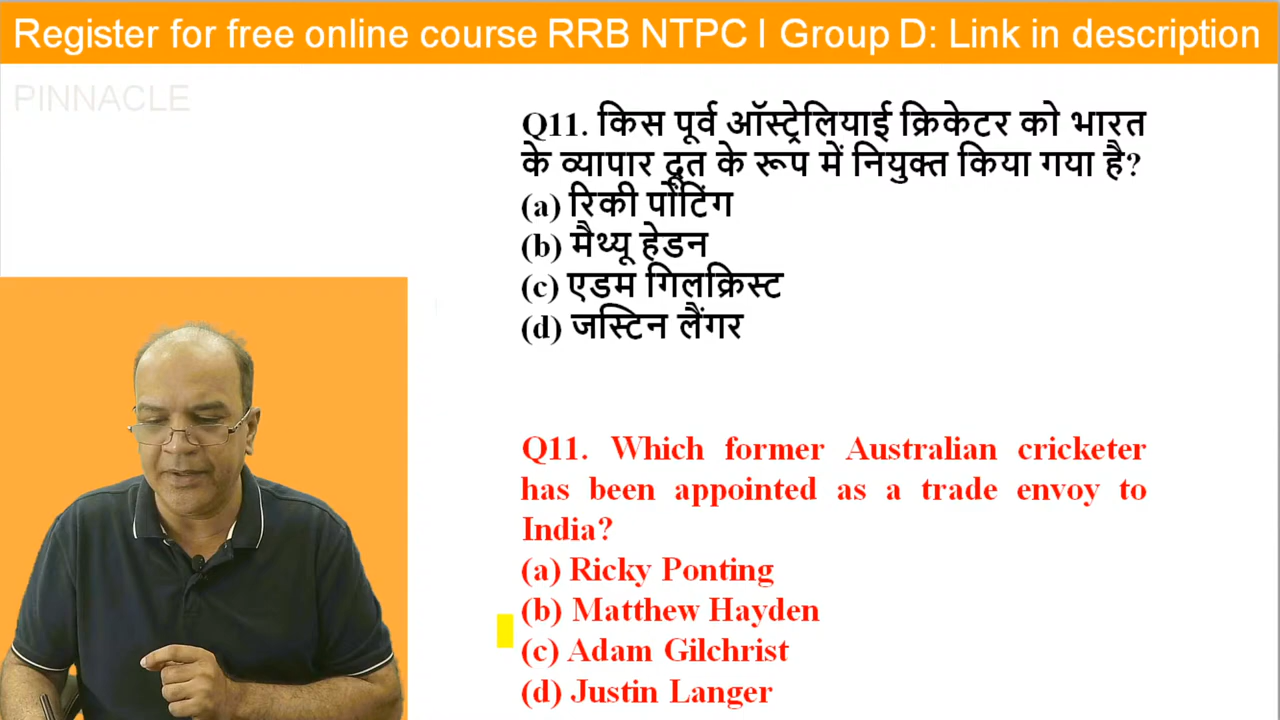 Register for free online course RRB NTPC l Group D: Link in description
PINNACLE
Q11. किस पूर्व ऑस्ट्रेलियाई क्रिकेटर को भारत
के व्यापार दूत के रूप में नियुक्त किया गया है?
(a) रिकी पोंटिंग
(b) मैथ्यू हेडन
(c) एडम गिलक्रिस्ट
(d) जस्टिन लैंगर
Q11. Which former Australian cricketer
has been appointed as a trade envoy to
India?
(a) Ricky Ponting
(b) Matthew Hayden
(c) Adam Gilchrist
(d) Justin Langer